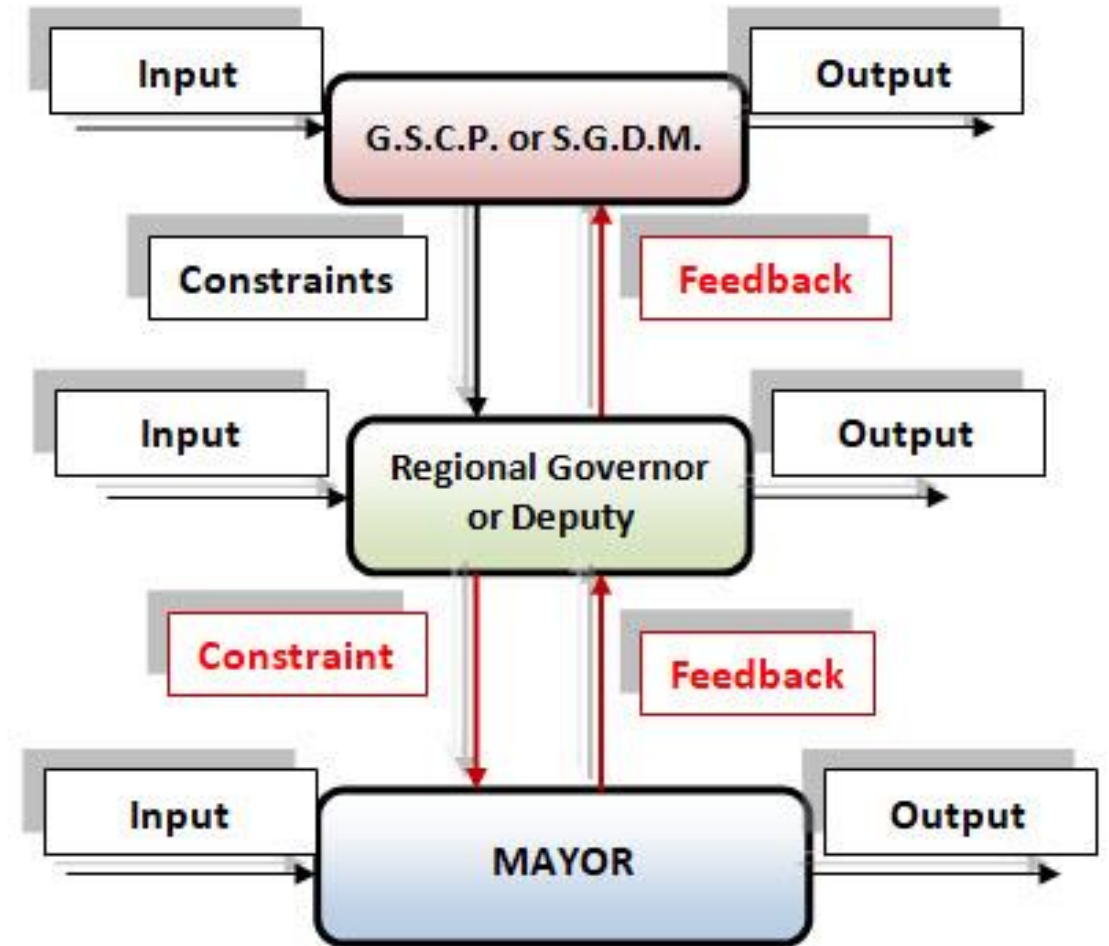 Input
Output
G.S.C.P. or S.G.D.M.
Constraints
Feedback
Input
Output
Regional Governor
or Deputy
Constraint
Feedback
Input
Output
MAYOR